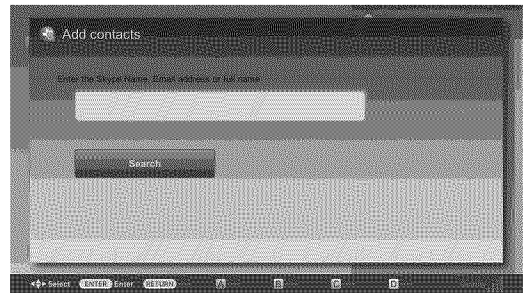 Add contacts
Enter the Skype Name, Email address or full name
Search
Select ENTER Enter RETURN A B C D